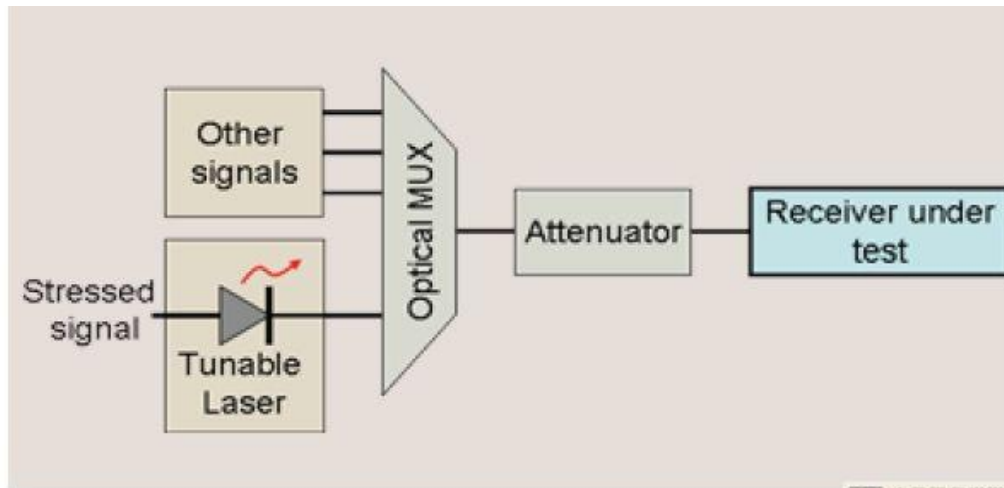 Other
signals
Optical MUX
Attenuator
Receiver under
test
Stressed
signal
Tunable
Laser